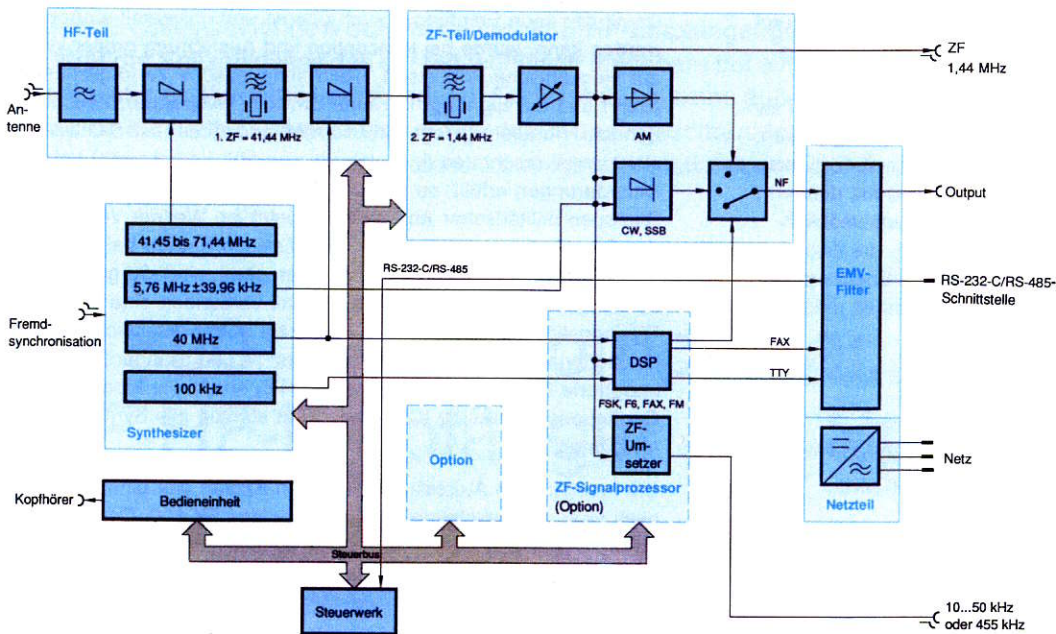 HF-Teil
ZF-Teil/Demodulator
ZF
1,44 MHz
An-
tenne
1. ZF = 41,44 MHz
2. ZF = 1,44 MHz
AM
NF
Output
CW, SSB
41,45 bis 71,44 MHz
RS-232-C/RS-485
EMV-
Filter
RS-232-C/RS-485-
Schnittstelle
5,76 MHz ± 39,96 kHz
Fremd-
synchronisation
40 MHz
DSP
FAX
100 kHz
TTY
FSK, F6, FAX, FM
Synthesizer
Option
ZF-
Um-
setzer
Netz
ZF-Signalprozessor
(Option)
Netzteil
Kopfhörer
Bedieneinheit
Steuerbus
Steuerwerk
10...50 kHz
oder 455 kHz